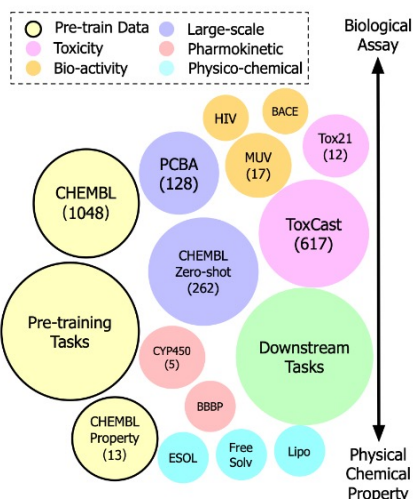 Pre-train Data
Large-scale
Toxicity
Pharmokinetic
Bio-activity
Physico-chemical
Biological
Assay
HIV
BACE
Tox21
(12)
PCBA
(128)
MUV
(17)
CHEMBL
(1048)
ToxCast
(617)
CHEMBL
Zero-shot
(262)
Pre-training
Tasks
CYP450
(5)
Downstream
Tasks
BBBP
CHEMBL
Property
(13)
ESOL
Free
Solv
Lipo
Physical
Chemical
Property